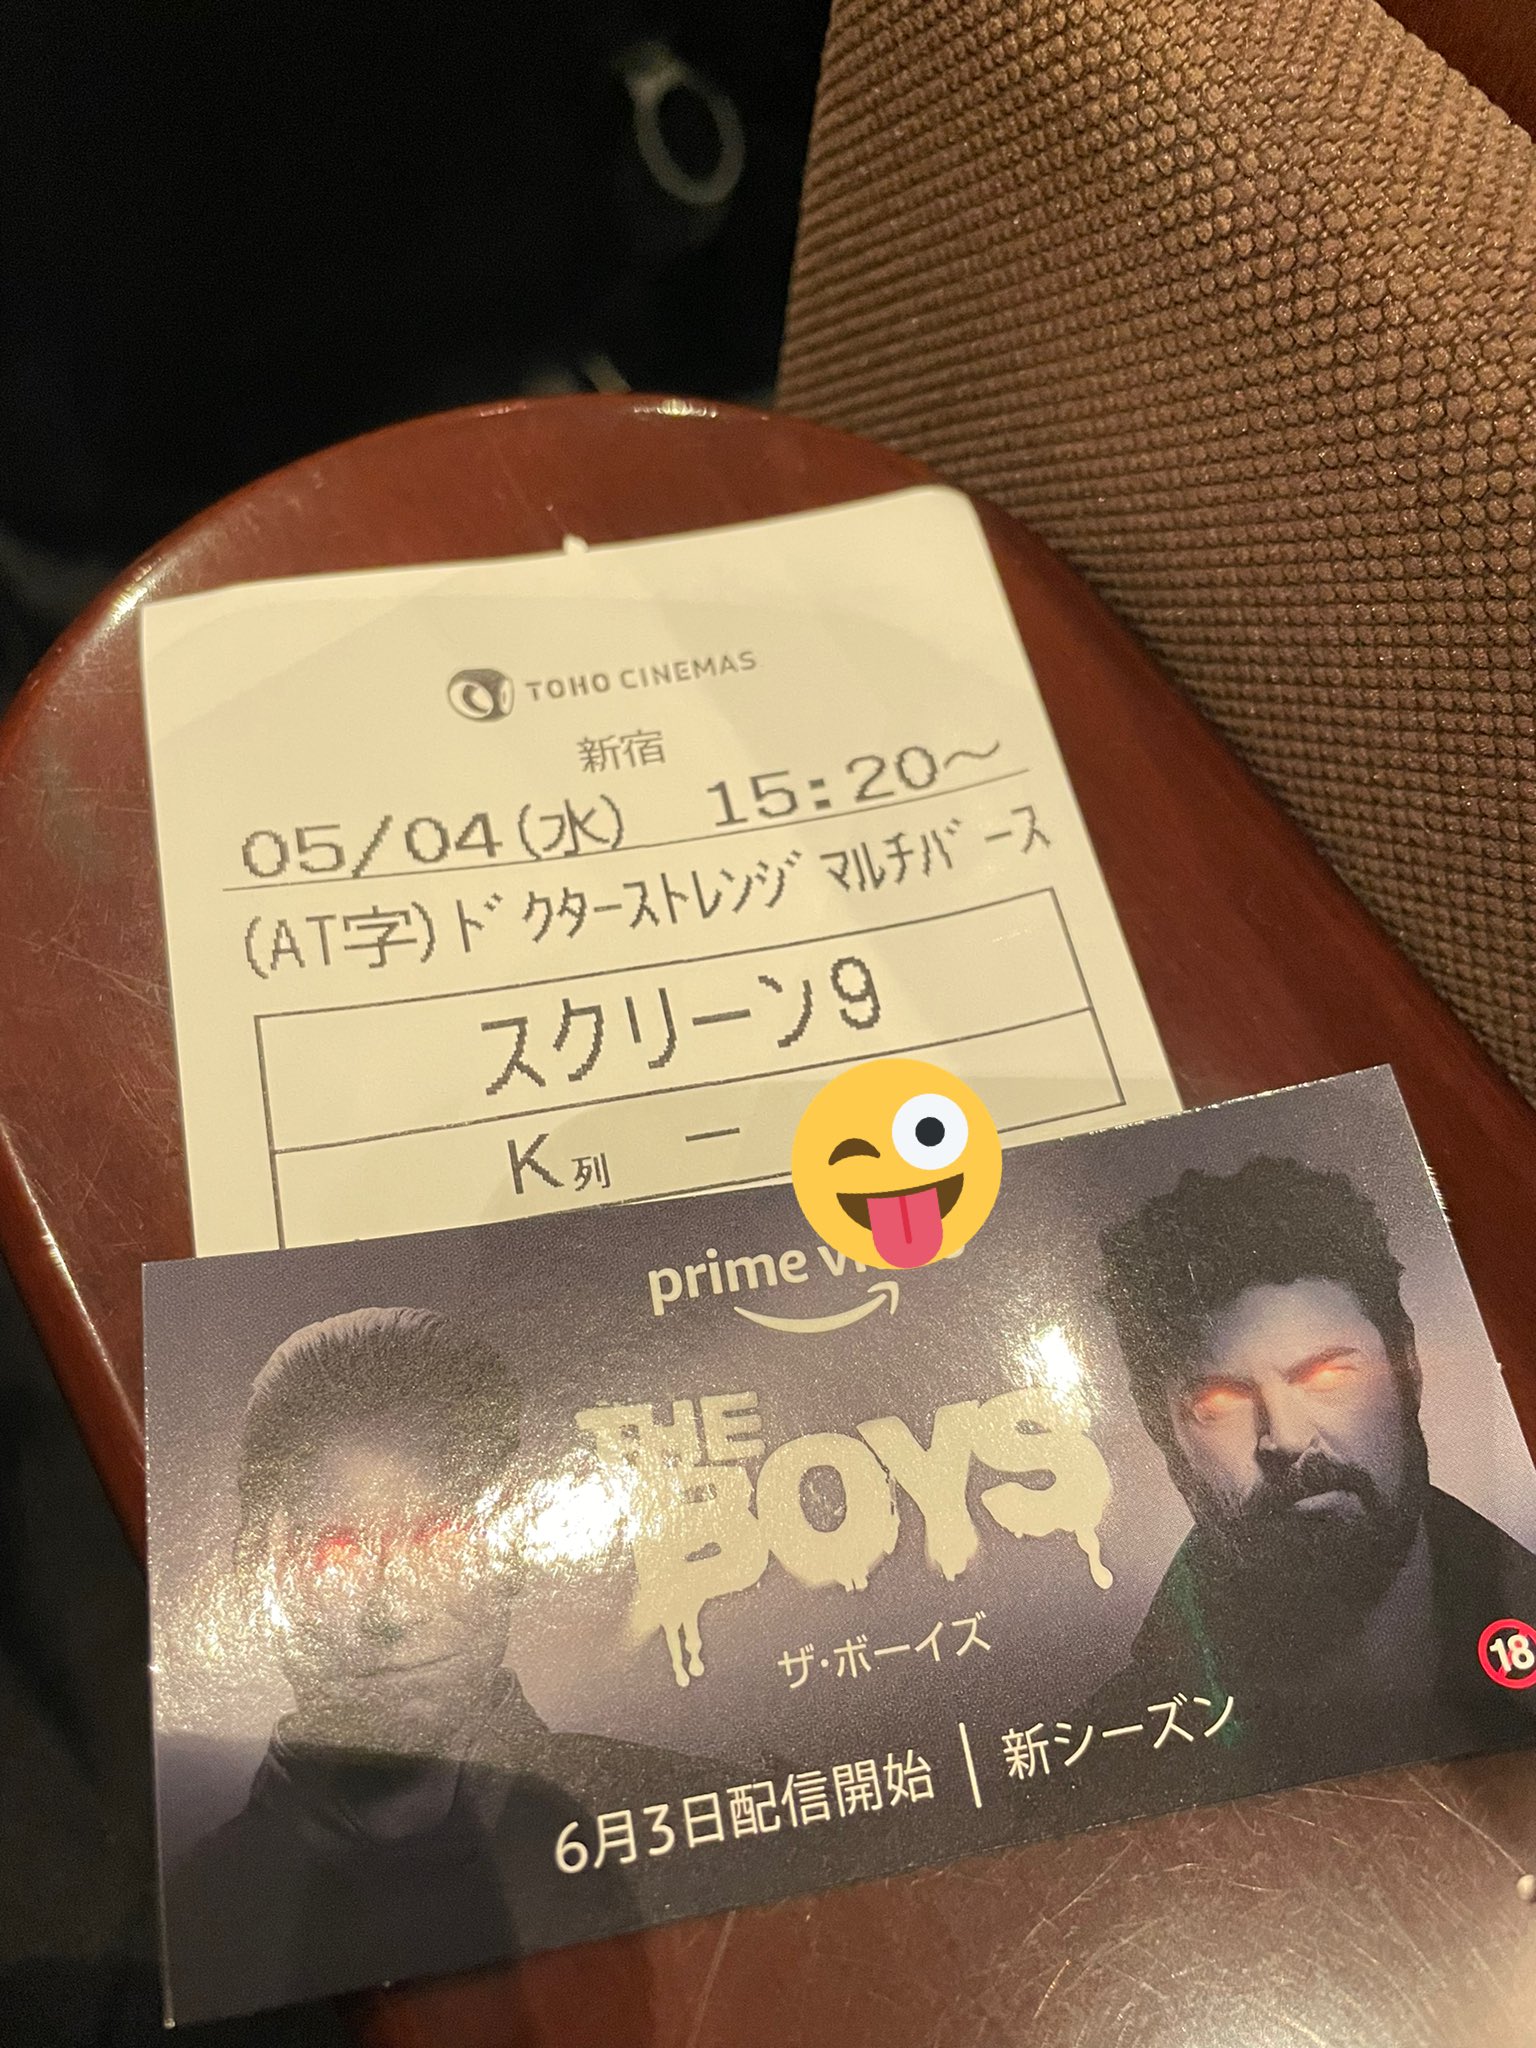 TOHO CINEMAS
新宿
05/04(水) 15:20～
(AT字)ドクターストレンジ マルチバース
スクリーン9
K列 ー
prime
THE
BOYS
ザ・ボーイズ
6月3日配信開始 | 新シーズン
18